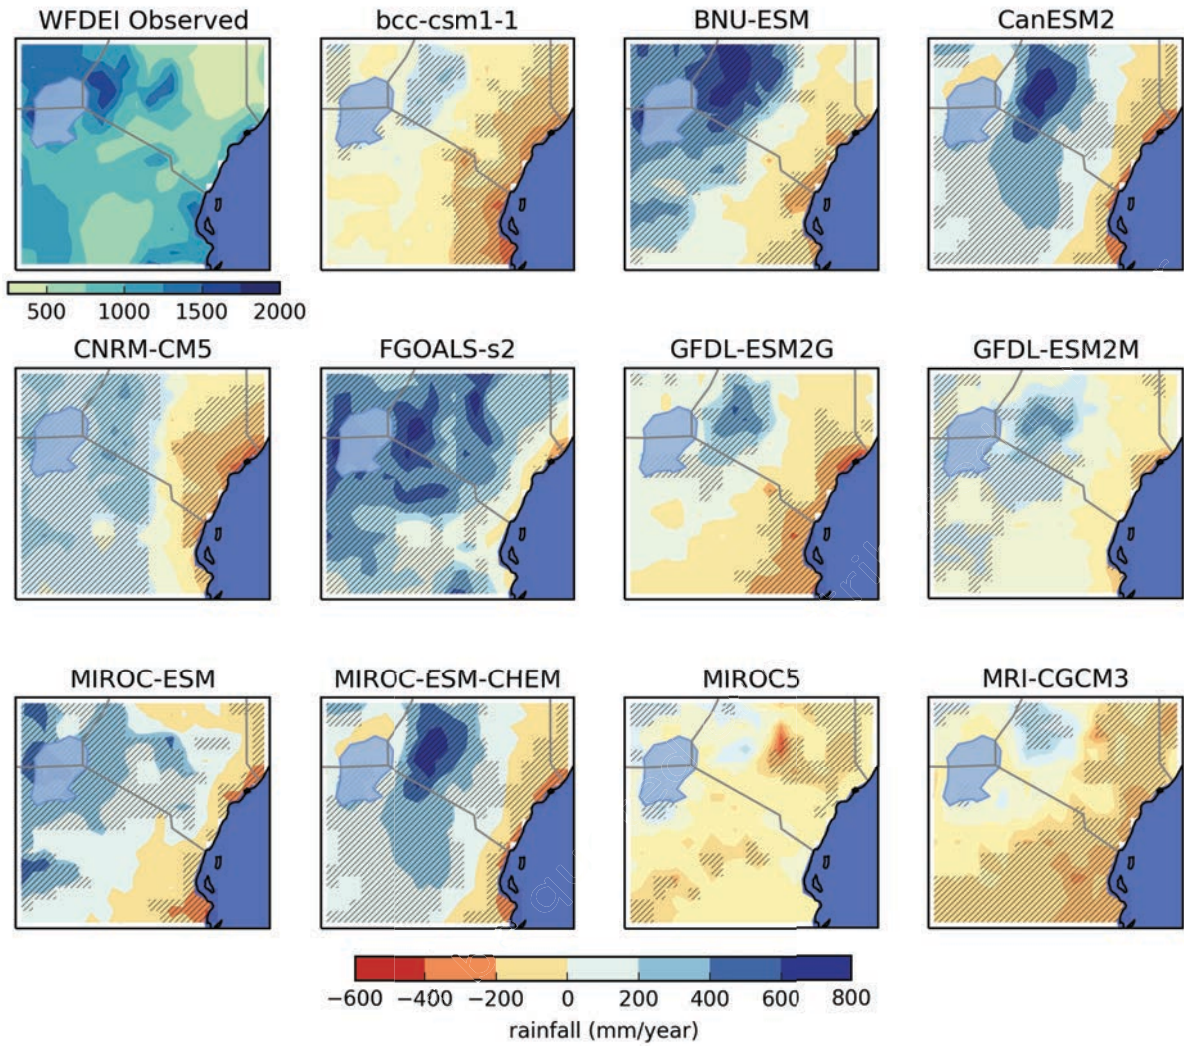 WFDEI Observed bcc-csm1-1 BNU-ESM CanESM2
500 1000 1500 2000
CNRM-CM5 FGOALS-s2 GFDL-ESM2G GFDL-ESM2M
MIROC-ESM MIROC-ESM-CHEM MIROC5 MRI-CGCM3
−600 −400 −200 0 200 400 600 800
rainfall (mm/year)